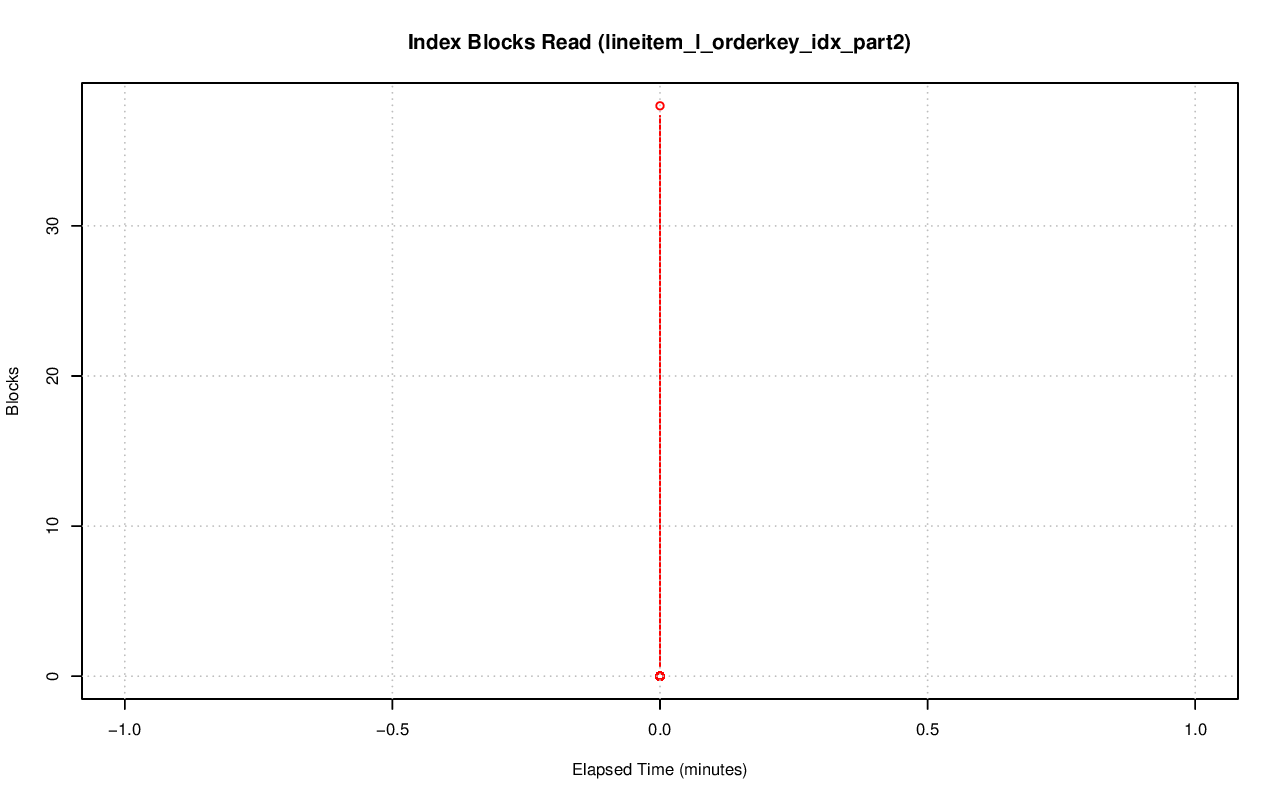 Index Blocks Read (lineitem_l_orderkey_idx_part2)
Blocks
30
20
10
0
−1.0 −0.5 0.0 0.5 1.0
Elapsed Time (minutes)